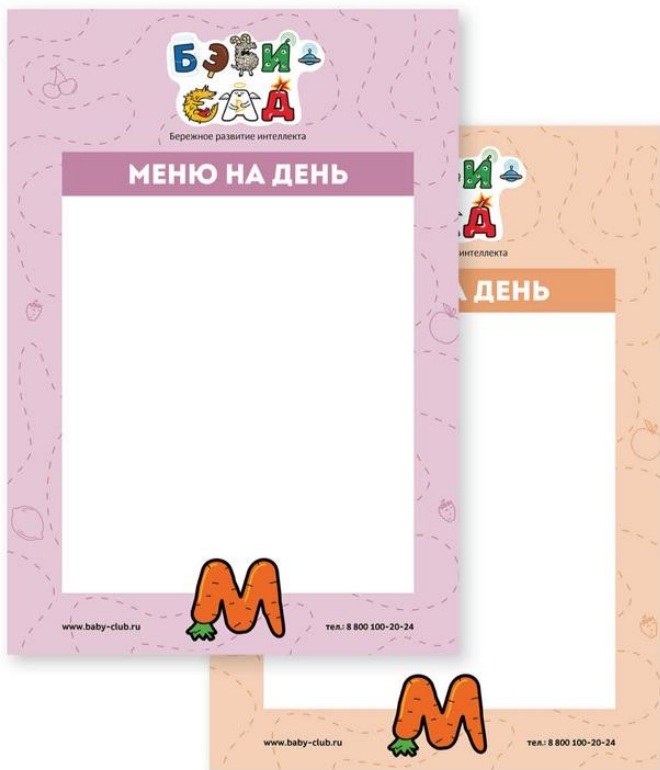 БЭБИ-
САД
Бережное развитие интеллекта
МЕНЮ НА ДЕНЬ
М
www.baby-club.ru
тел.: 8 800 100-20-24
И-
Д
интеллекта
ДЕНЬ
М
www.baby-club.ru
тел.: 8 800 100-20-24